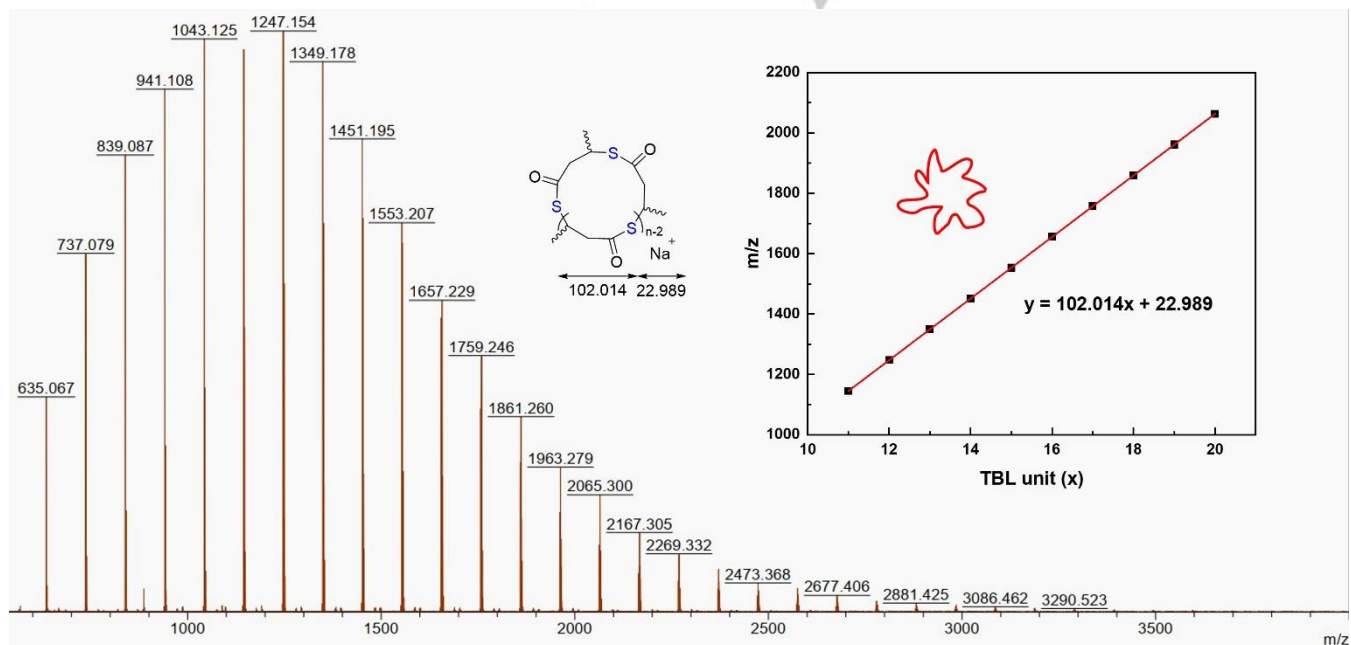 1247.154
1043.125
1349.178
941.108
1451.195
839.087
1553.207
737.079
1657.229
1759.246
635.067
1861.260
1963.279
2065.300
2167.305
2269.332
2473.368
2677.406
2881.425
3086.462
3290.523
1000 1500 2000 2500 3000 3500
m/z
S O
O
S
S
n-2
O
Na+
102.014 22.989
2200
2000
1800
1600
1400
1200
1000
m/z
y = 102.014x + 22.989
10 12 14 16 18 20
TBL unit (x)